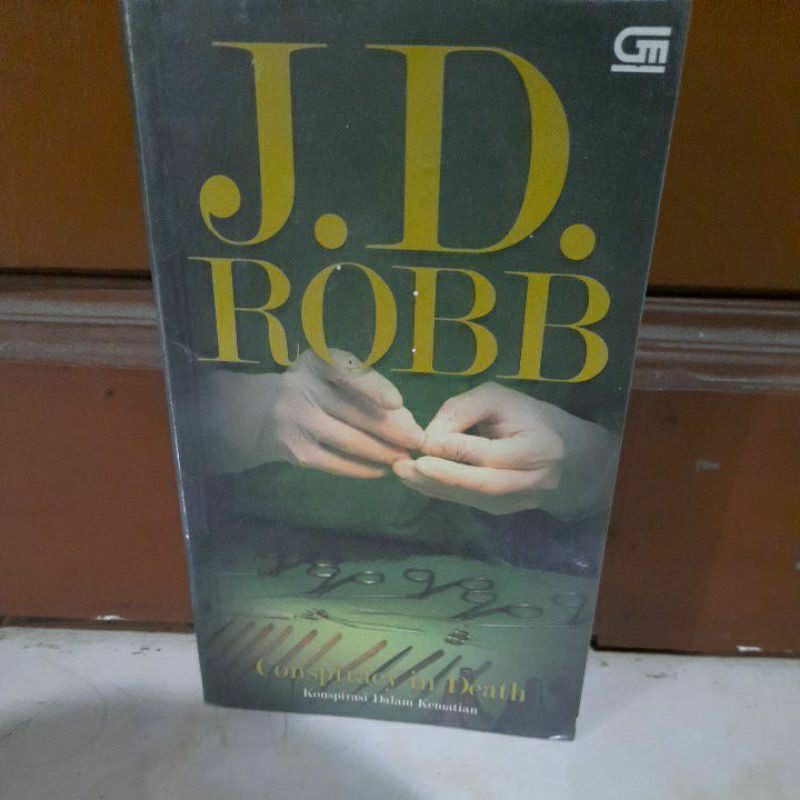 GM
J.D.
ROBB
Conspiracy in Death
Konspirasi Dalam Kematian